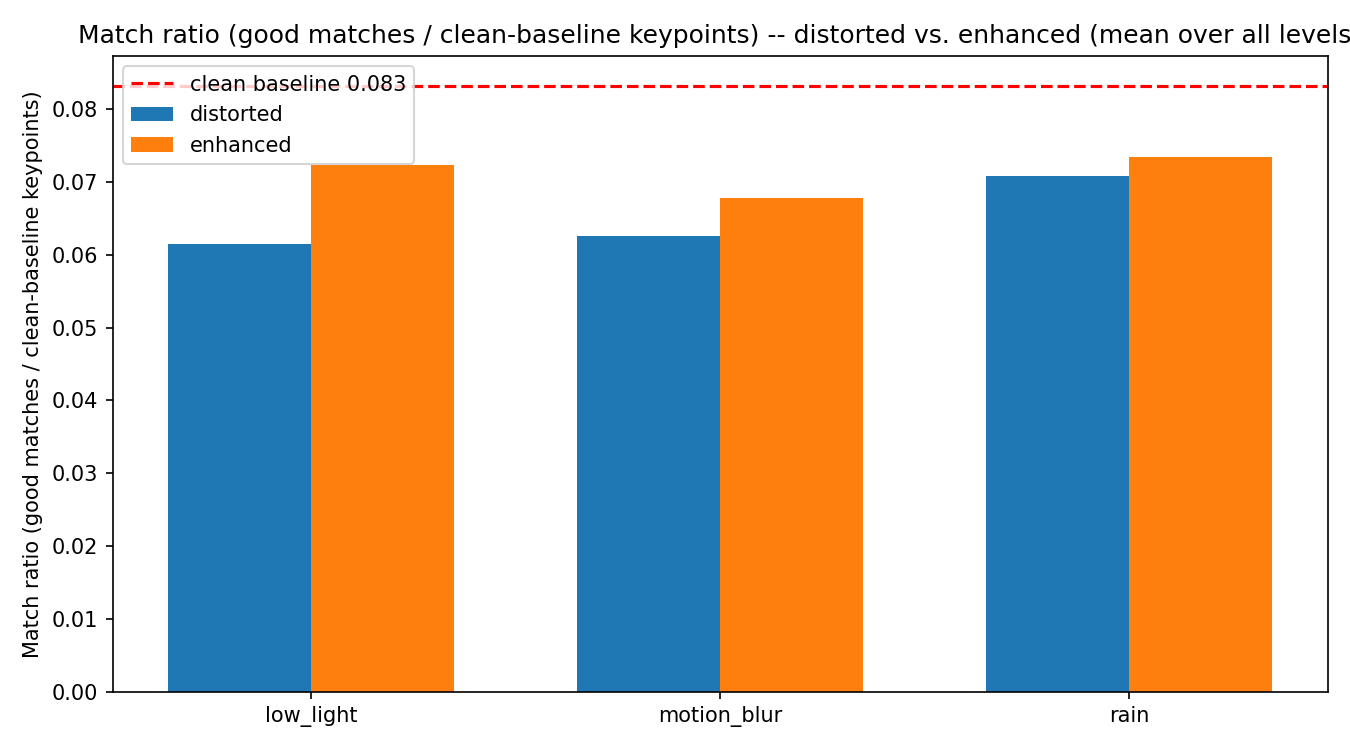 Match ratio (good matches / clean-baseline keypoints) -- distorted vs. enhanced (mean over all levels
clean baseline 0.083
distorted
enhanced
Match ratio (good matches / clean-baseline keypoints)
0.08
0.07
0.06
0.05
0.04
0.03
0.02
0.01
0.00
low_light motion_blur rain